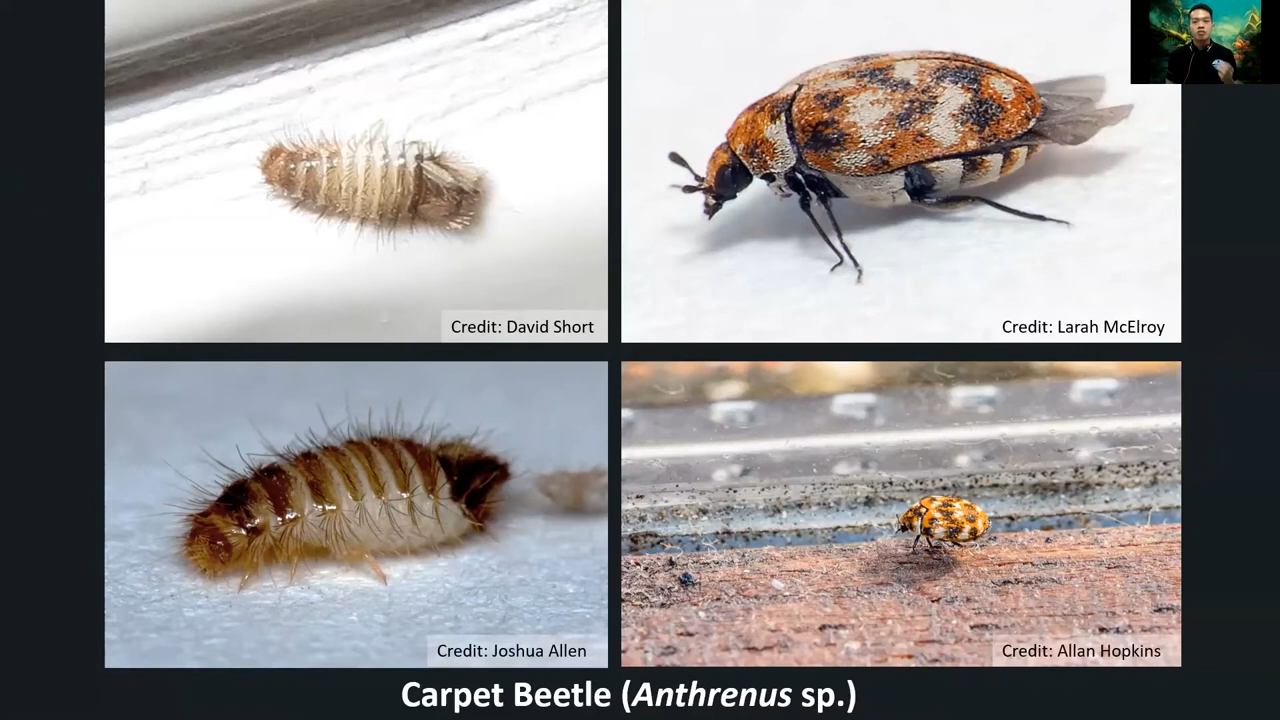 Credit: David Short
Credit: Larah McElroy
Credit: Joshua Allen
Credit: Allan Hopkins
Carpet Beetle (Anthrenus sp.)